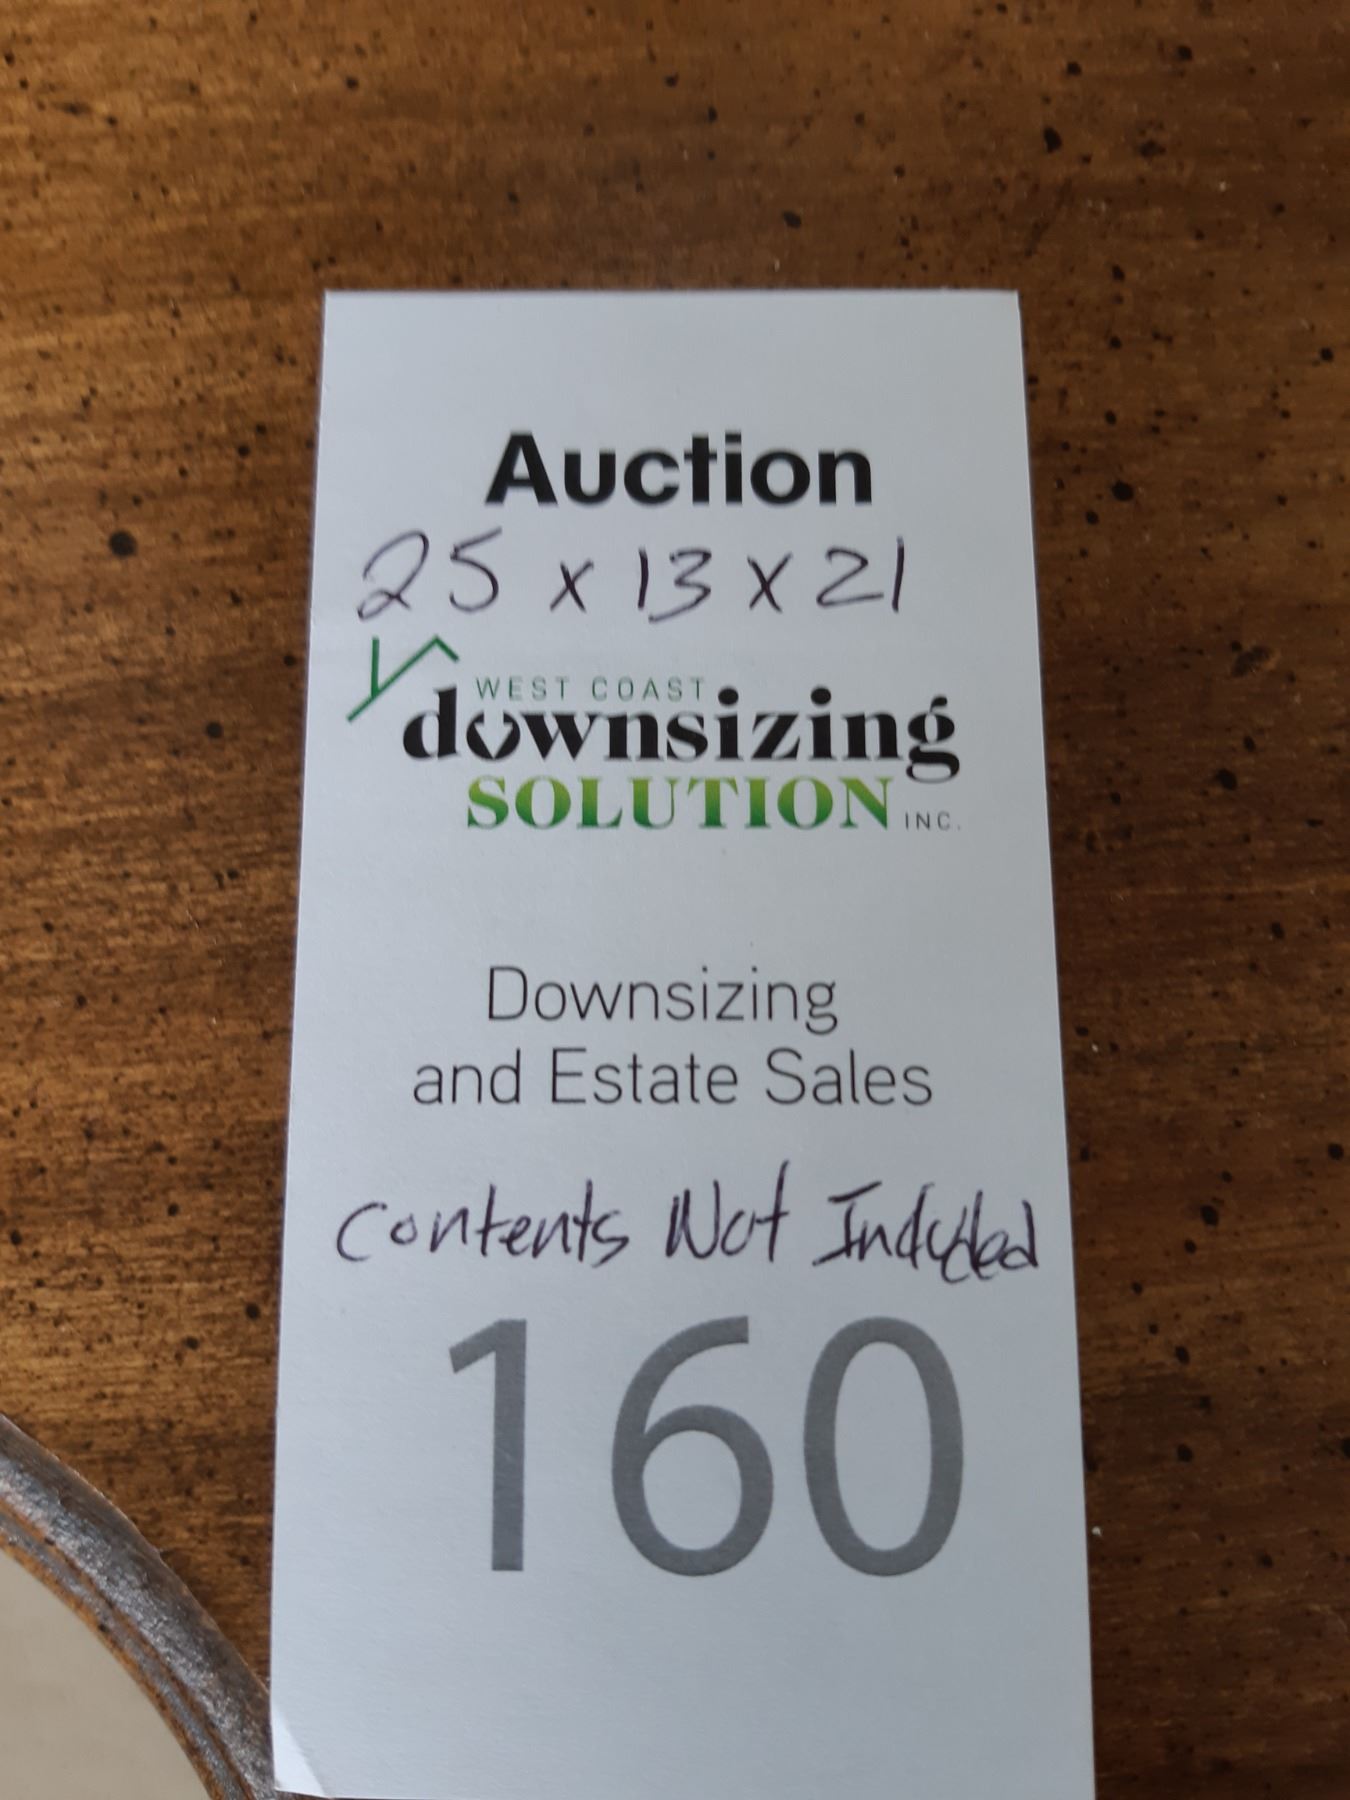 Auction
25 x 13 x 21
WEST COAST
downsizing
SOLUTION INC.
Downsizing
and Estate Sales
Contents Not Included
160